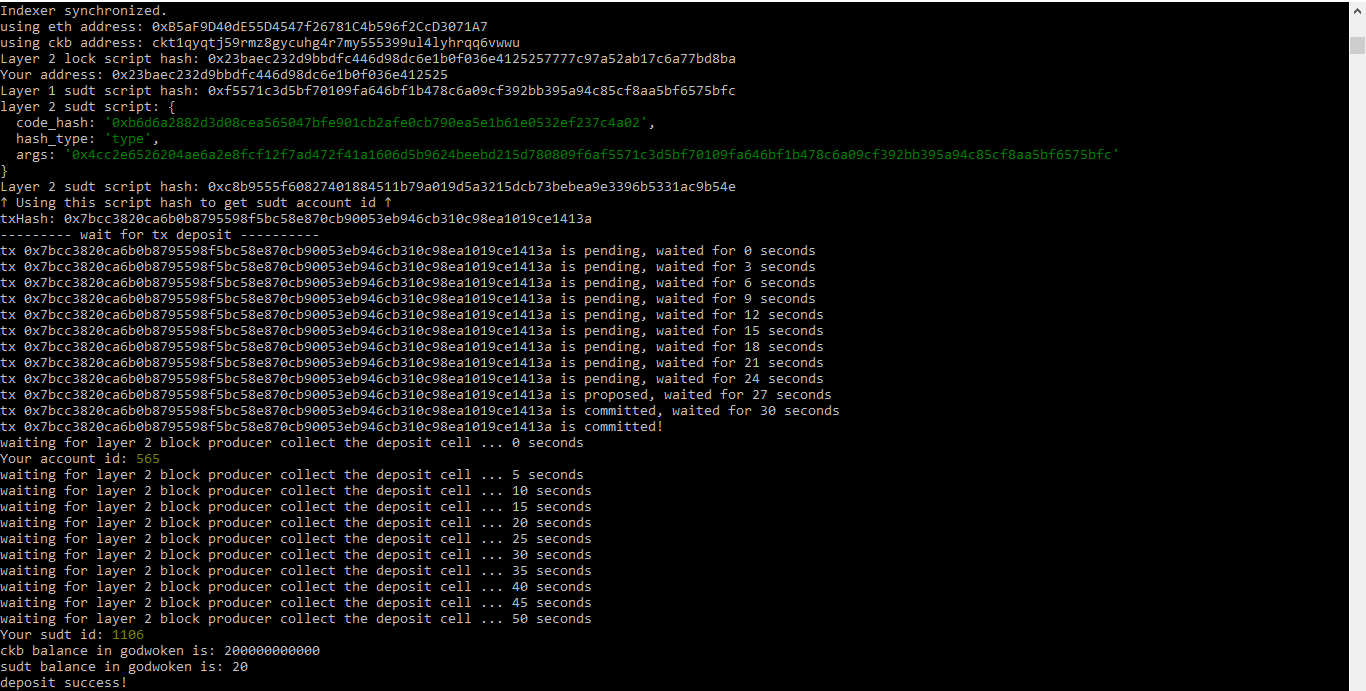 Indexer synchronized.
using eth address: 0xB5aF9D40dE55D4547f26781C4b596f2CcD3071A7
using ckb address: ckt1qyqtj59rmz8gycuhg4r7my555399ul4lyhrqq6vwwu
Layer 2 lock script hash: 0x23baec232d9bbdfc446d98dc6e1b0f036e4125257777c97a52ab17c6a77bd8ba
Your address: 0x23baec232d9bbdfc446d98dc6e1b0f036e412525
Layer 1 sudt script hash: 0xf5571c3d5bf70109fa646bf1b478c6a09cf392bb395a94c85cf8aa5bf6575bfc
layer 2 sudt script: {
  code_hash: '0xb6d6a2882d3d08cea565047bfe901cb2afe0cb790ea5e1b61e0532ef237c4a02',
  hash_type: 'type',
  args: '0x4cc2e6526204ae6a2e8fcf12f7ad472f41a1606d5b9624beebd215d780809f6af5571c3d5bf70109fa646bf1b478c6a09cf392bb395a94c85cf8aa5bf6575bfc'
}
Layer 2 sudt script hash: 0xc8b9555f60827401884511b79a019d5a3215dcb73bebea9e3396b5331ac9b54e
↑ Using this script hash to get sudt account id ↑
txHash: 0x7bcc3820ca6b0b8795598f5bc58e870cb90053eb946cb310c98ea1019ce1413a
--------- wait for tx deposit ----------
tx 0x7bcc3820ca6b0b8795598f5bc58e870cb90053eb946cb310c98ea1019ce1413a is pending, waited for 0 seconds
tx 0x7bcc3820ca6b0b8795598f5bc58e870cb90053eb946cb310c98ea1019ce1413a is pending, waited for 3 seconds
tx 0x7bcc3820ca6b0b8795598f5bc58e870cb90053eb946cb310c98ea1019ce1413a is pending, waited for 6 seconds
tx 0x7bcc3820ca6b0b8795598f5bc58e870cb90053eb946cb310c98ea1019ce1413a is pending, waited for 9 seconds
tx 0x7bcc3820ca6b0b8795598f5bc58e870cb90053eb946cb310c98ea1019ce1413a is pending, waited for 12 seconds
tx 0x7bcc3820ca6b0b8795598f5bc58e870cb90053eb946cb310c98ea1019ce1413a is pending, waited for 15 seconds
tx 0x7bcc3820ca6b0b8795598f5bc58e870cb90053eb946cb310c98ea1019ce1413a is pending, waited for 18 seconds
tx 0x7bcc3820ca6b0b8795598f5bc58e870cb90053eb946cb310c98ea1019ce1413a is pending, waited for 21 seconds
tx 0x7bcc3820ca6b0b8795598f5bc58e870cb90053eb946cb310c98ea1019ce1413a is pending, waited for 24 seconds
tx 0x7bcc3820ca6b0b8795598f5bc58e870cb90053eb946cb310c98ea1019ce1413a is proposed, waited for 27 seconds
tx 0x7bcc3820ca6b0b8795598f5bc58e870cb90053eb946cb310c98ea1019ce1413a is committed, waited for 30 seconds
tx 0x7bcc3820ca6b0b8795598f5bc58e870cb90053eb946cb310c98ea1019ce1413a is committed!
waiting for layer 2 block producer collect the deposit cell ... 0 seconds
Your account id: 565
waiting for layer 2 block producer collect the deposit cell ... 5 seconds
waiting for layer 2 block producer collect the deposit cell ... 10 seconds
waiting for layer 2 block producer collect the deposit cell ... 15 seconds
waiting for layer 2 block producer collect the deposit cell ... 20 seconds
waiting for layer 2 block producer collect the deposit cell ... 25 seconds
waiting for layer 2 block producer collect the deposit cell ... 30 seconds
waiting for layer 2 block producer collect the deposit cell ... 35 seconds
waiting for layer 2 block producer collect the deposit cell ... 40 seconds
waiting for layer 2 block producer collect the deposit cell ... 45 seconds
waiting for layer 2 block producer collect the deposit cell ... 50 seconds
Your sudt id: 1106
ckb balance in godwoken is: 200000000000
sudt balance in godwoken is: 20
deposit success!